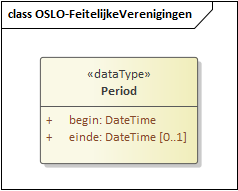 class OSLO-FeitelijkeVerenigingen
«dataType»
Period
+ begin: DateTime
+ einde: DateTime [0..1]